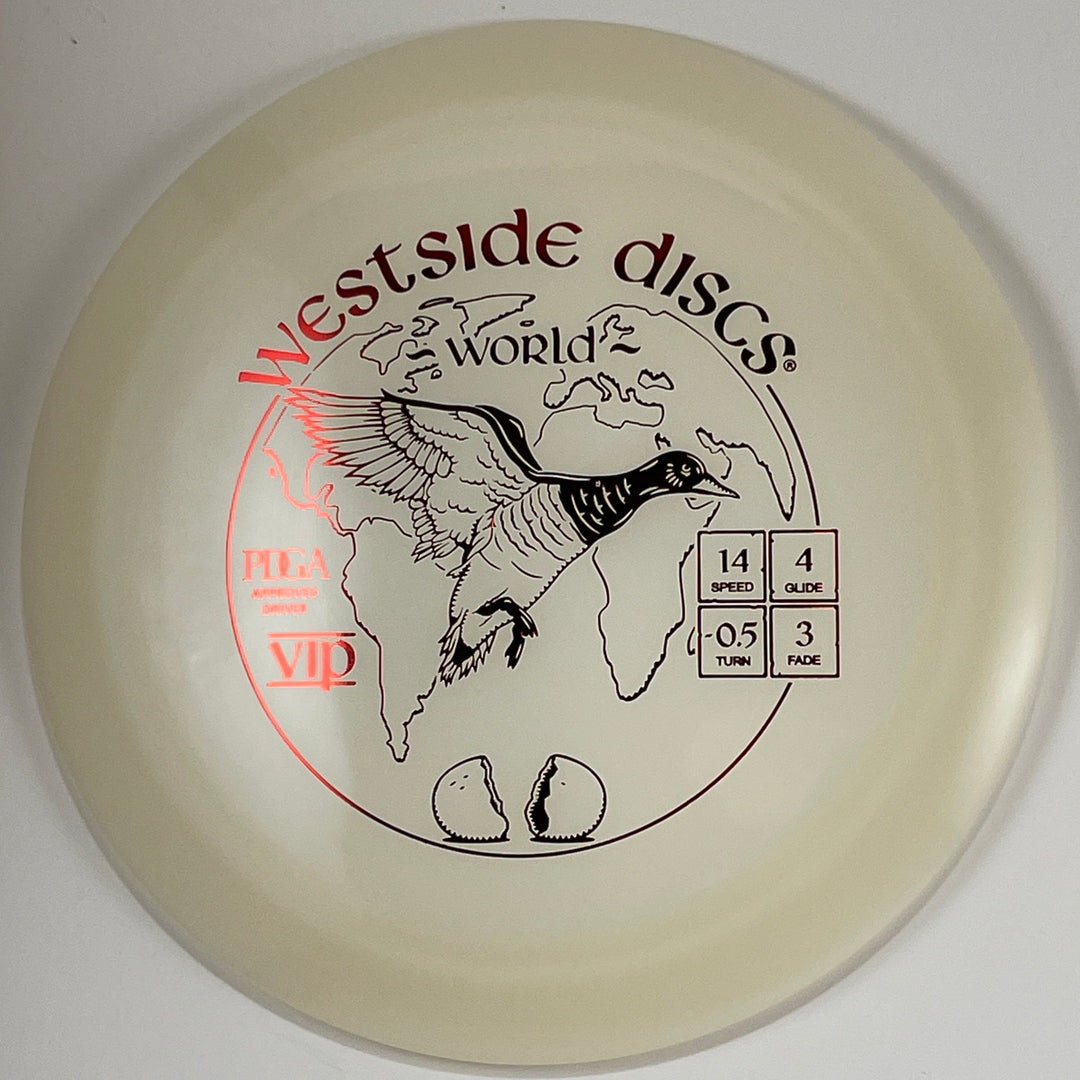 Westside discs®
~ World ~
PDGA
APPROVED
DRIVER
VIP
14 4
SPEED GLIDE
-0.5 3
TURN FADE